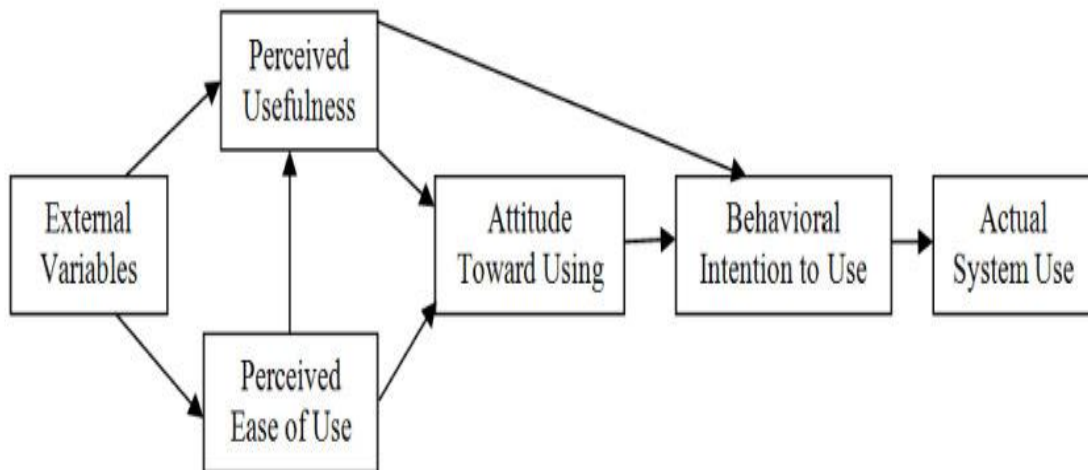 Perceived
Usefulness
External
Variables
Attitude
Toward Using
Behavioral
Intention to Use
Actual
System Use
Perceived
Ease of Use